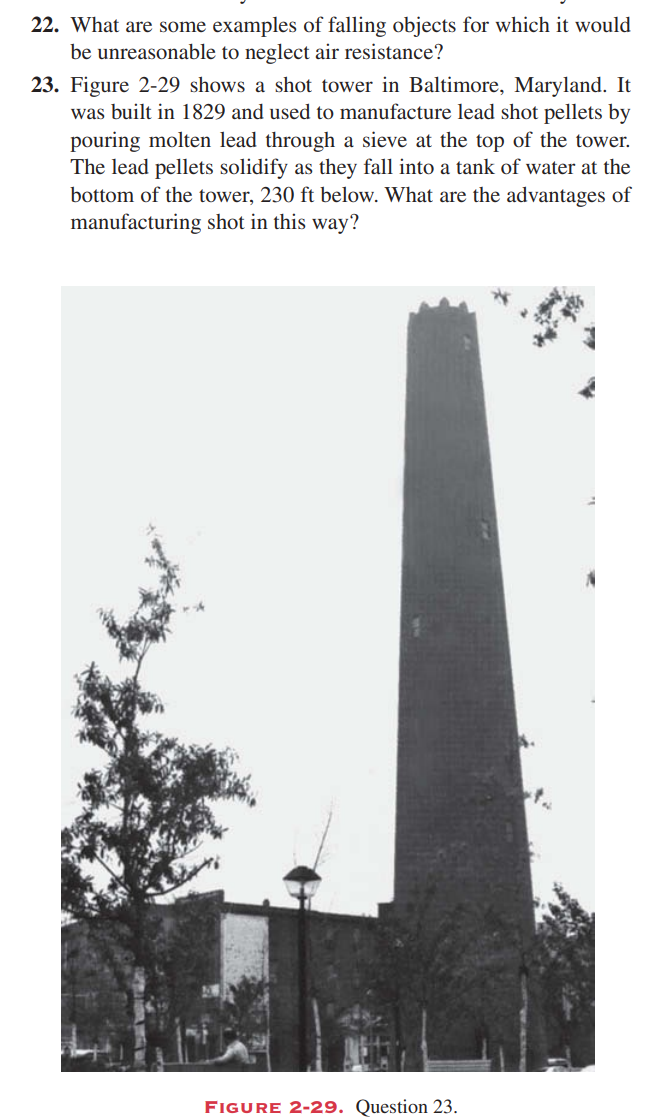 22. What are some examples of falling objects for which it would
be unreasonable to neglect air resistance?
23. Figure 2-29 shows a shot tower in Baltimore, Maryland. It
was built in 1829 and used to manufacture lead shot pellets by
pouring molten lead through a sieve at the top of the tower.
The lead pellets solidify as they fall into a tank of water at the
bottom of the tower, 230 ft below. What are the advantages of
manufacturing shot in this way?
FIGURE 2-29. Question 23.